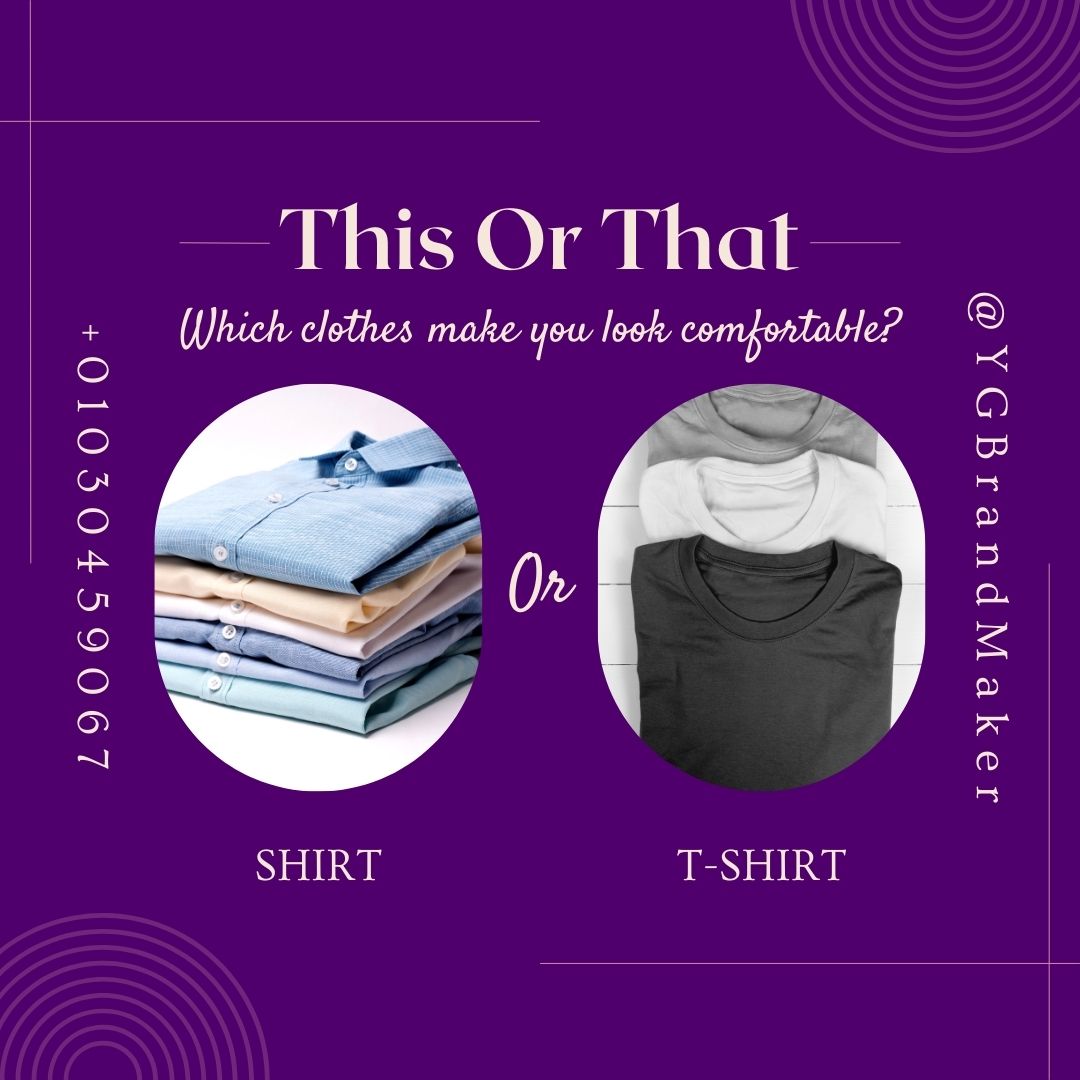 This Or That
Which clothes make you look comfortable?
+01030459067
@YGBrandMaker
Or
SHIRT
T-SHIRT